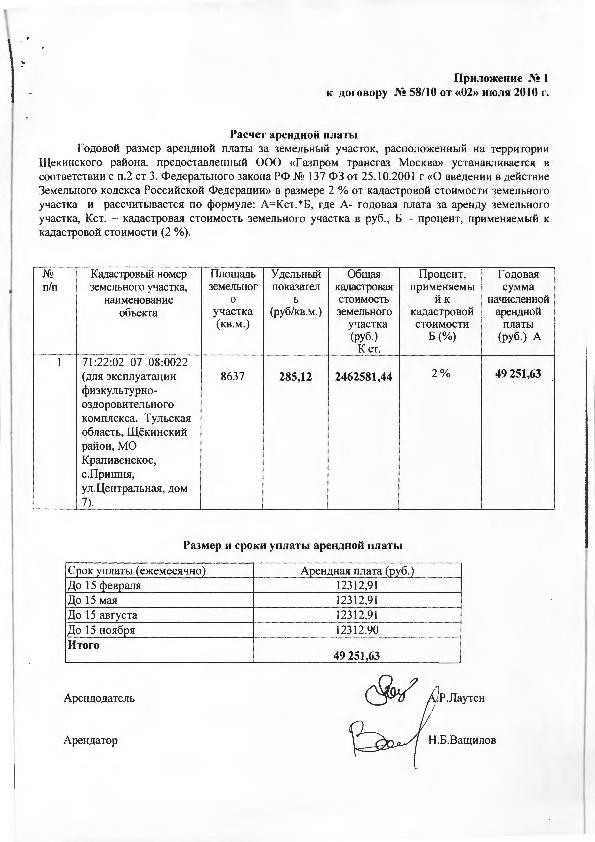 Приложение № 1
к договору № 58/10 от «02» июля 2010 г.
Расчет арендной платы
Годовой размер арендной платы за земельный участок, расположенный на территории
Щекинского района, предоставленный ООО «Газпром трансгаз Москва» устанавливается в
соответствии с п.2 ст 3. Федерального закона РФ № 137 ФЗ от 25.10.2001 г «О введении в действие
Земельного кодекса Российской Федерации» в размере 2 % от кадастровой стоимости земельного
участка и рассчитывается по формуле: А=Кст.*Б, где А- годовая плата за аренду земельного
участка, Кст. – кадастровая стоимость земельного участка в руб., Б - процент, применяемый к
кадастровой стоимости (2 %).
№
п/п
Кадастровый номер
земельного участка,
наименование
объекта
Площадь
земельног
о
участка
(кв.м.)
Удельный
показател
ь
(руб/кв.м.)
Общая
кадастровая
стоимость
земельного
участка
(руб.)
К ст.
Процент,
применяемы
й к
кадастровой
стоимости
Б (%)
Годовая
сумма
начисленной
арендной
платы
(руб.) А
1
71:22:02 07 08:0022
(для эксплуатации
физкультурно-
оздоровительного
комплекса. Тульская
область, Щёкинский
район, МО
Крапивенское,
с.Пришня,
ул.Центральная, дом
7).
8637
285,12
2462581,44
2 %
49 251,63
Размер и сроки уплаты арендной платы
Срок уплаты (ежемесячно) Арендная плата (руб.)
До 15 февраля 12312,91
До 15 мая 12312,91
До 15 августа 12312,91
До 15 ноября 12312.90
Итого
49 251,63
Арендодатель А.Р.Лаутен
Арендатор Н.Б.Ващилов